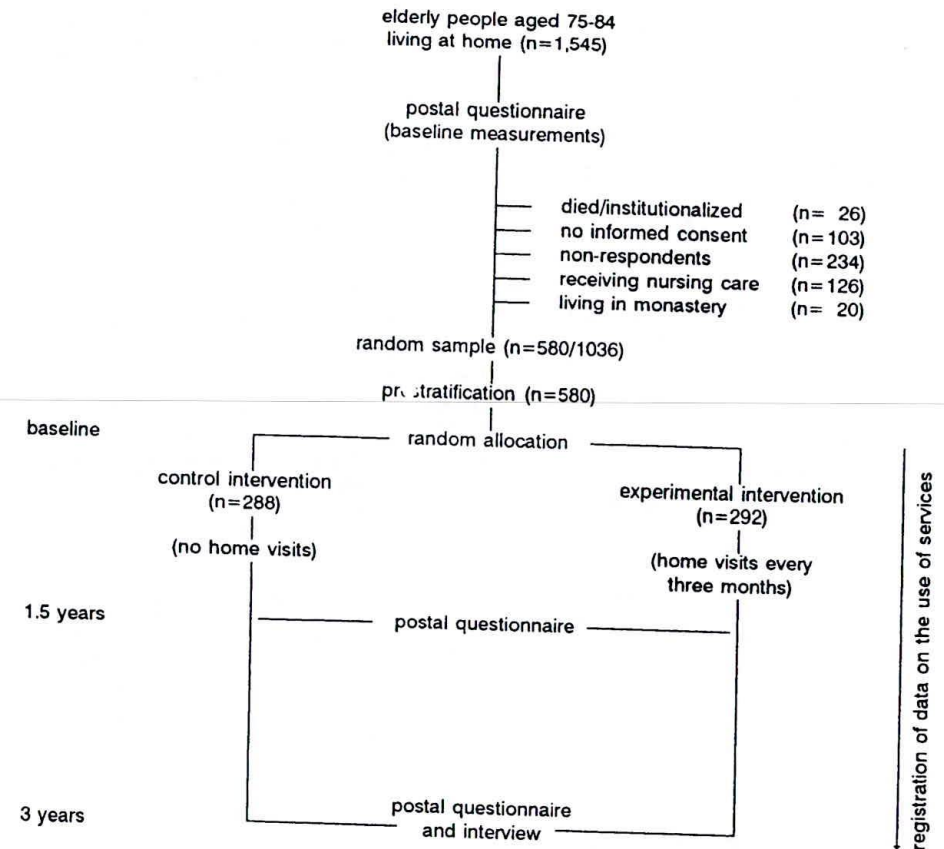 elderly people aged 75-84
living at home (n=1,545)
postal questionnaire
(baseline measurements)
died/institutionalized (n= 26)
no informed consent (n=103)
non-respondents (n=234)
receiving nursing care (n=126)
living in monastery (n= 20)
random sample (n=580/1036)
(n=580)
baseline
random allocation
control intervention
(n=288)
(no home visits)
experimental intervention
(n=292)
(home visits every
three months)
1.5 years
postal questionnaire
3 years
postal questionnaire
and interview
registration of data on the use of services